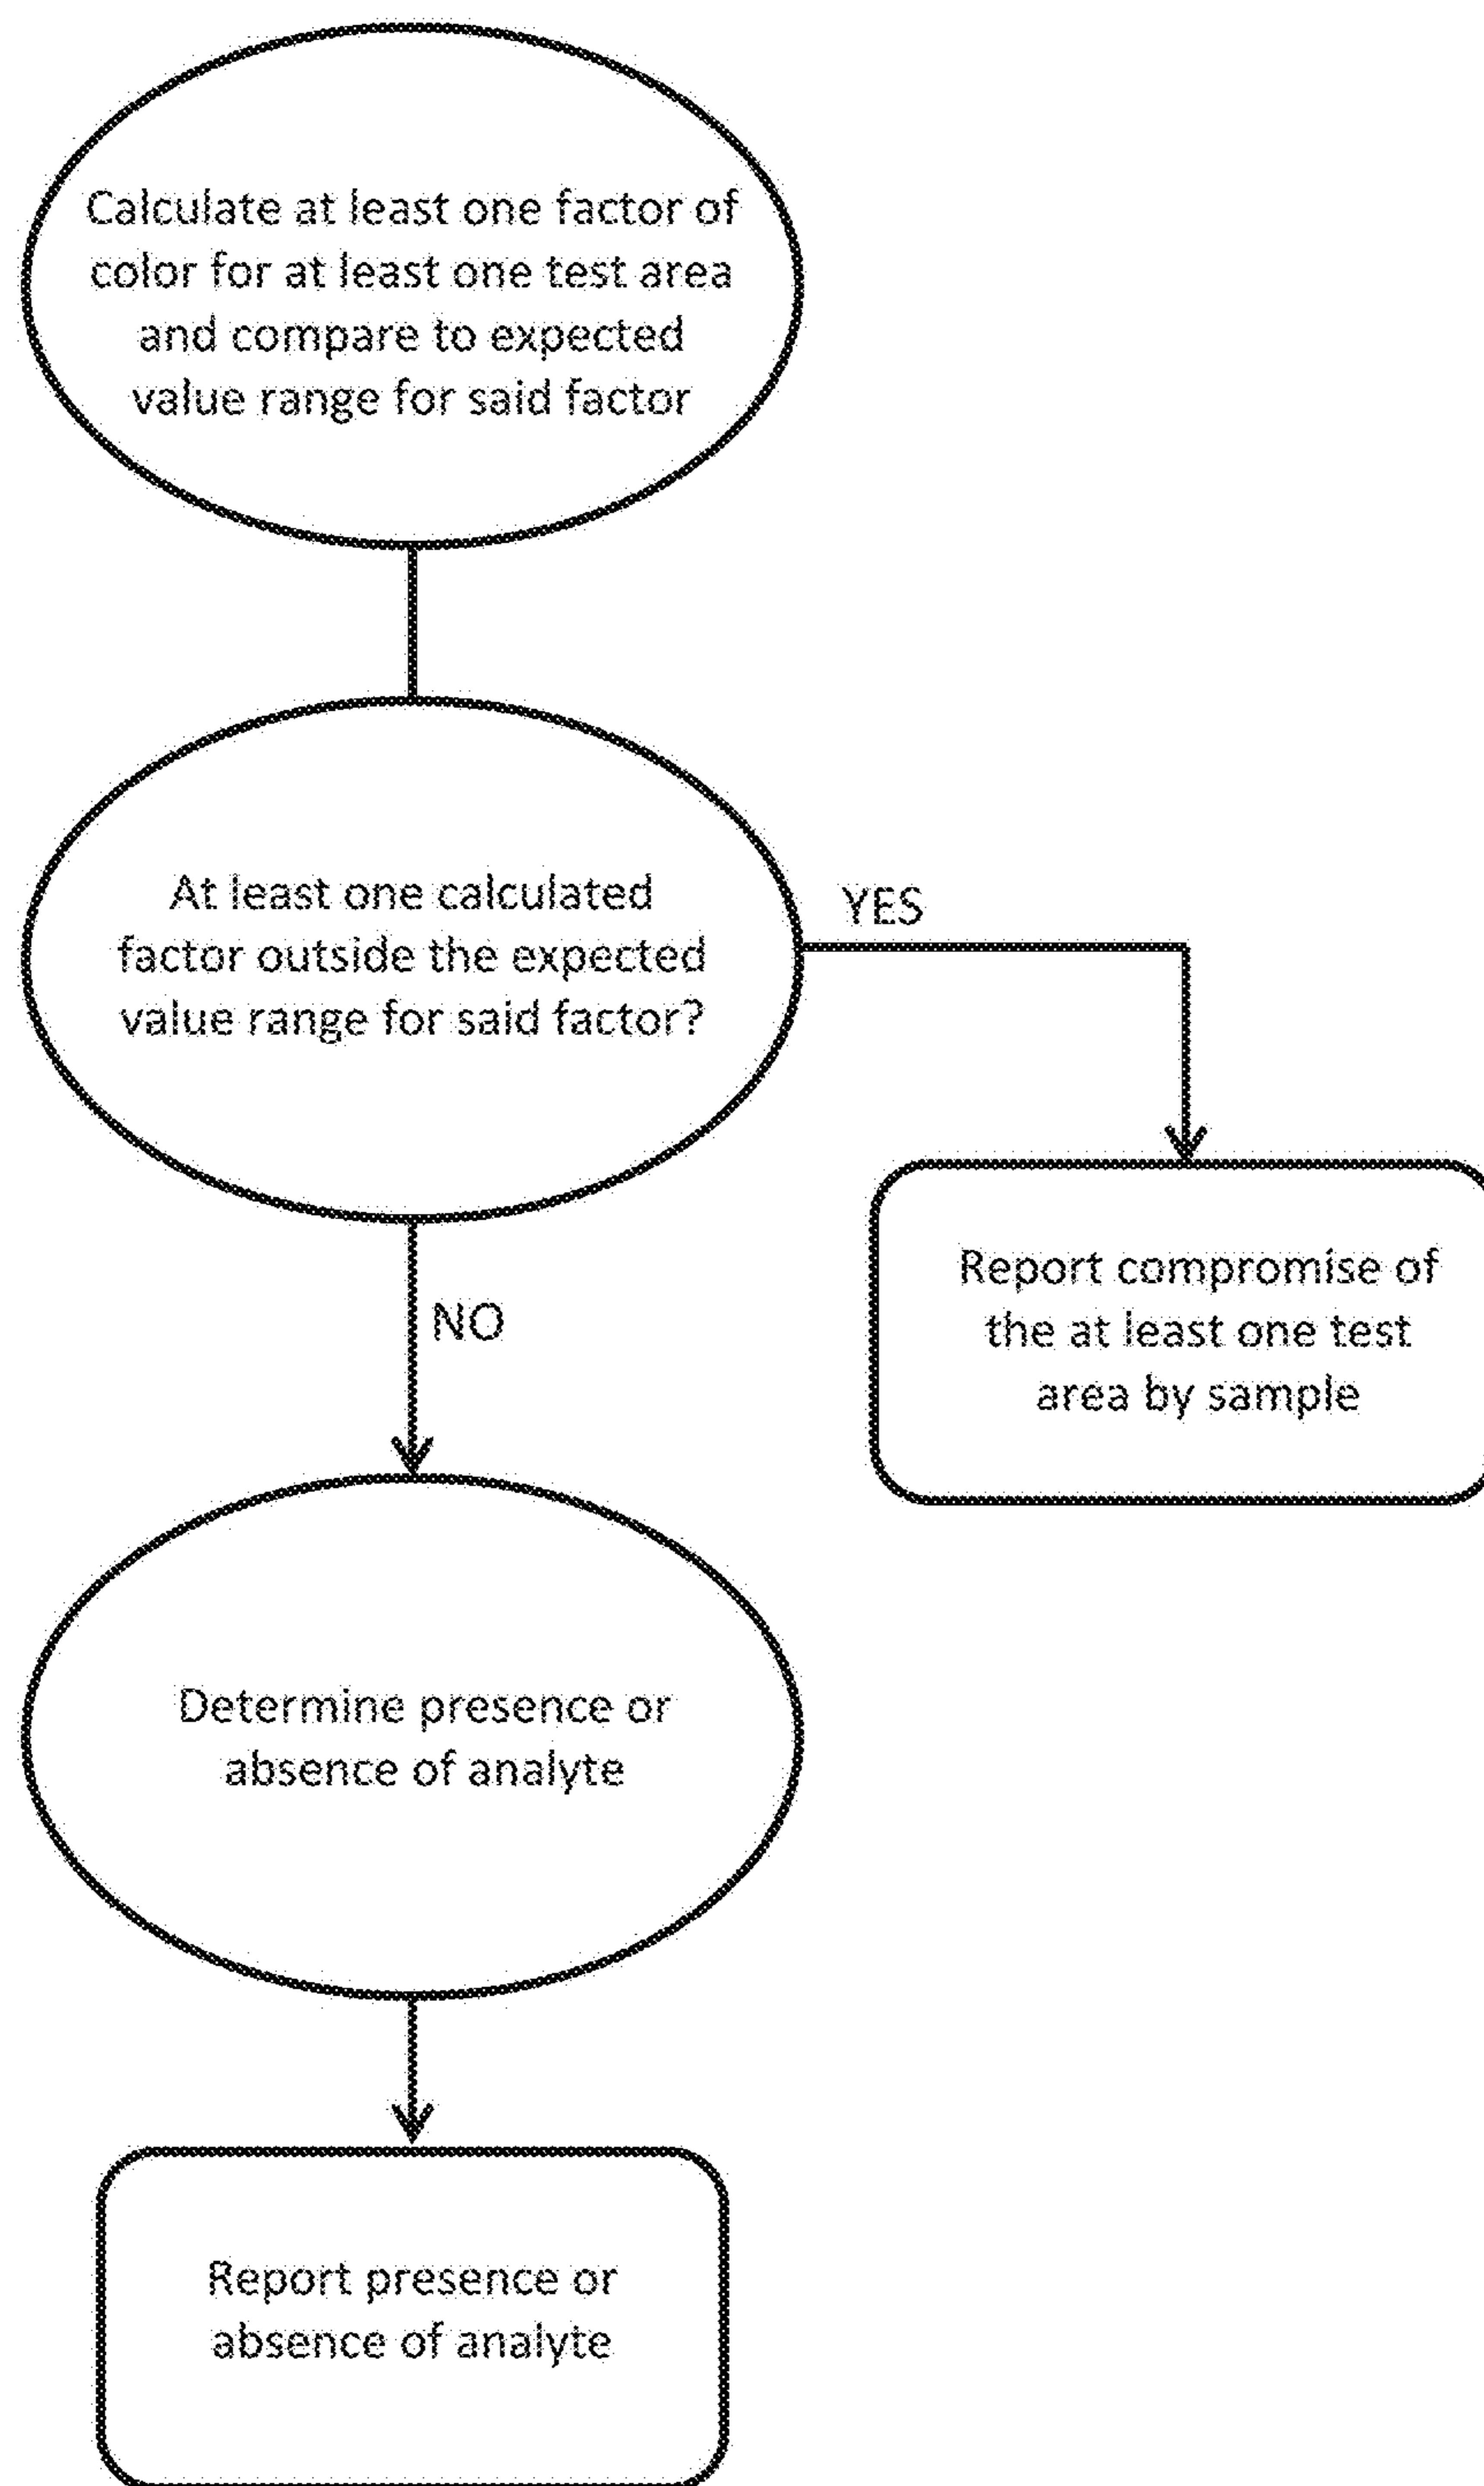 Calculate at least one factor of
color for at least one test area
and compare to expected
value range for said factor
At least one calculated
factor outside the expected
value range for said factor?
YES
Report compromise of
the at least one test
area by sample
NO
Determine presence or
absence of analyte
Report presence or
absence of analyte